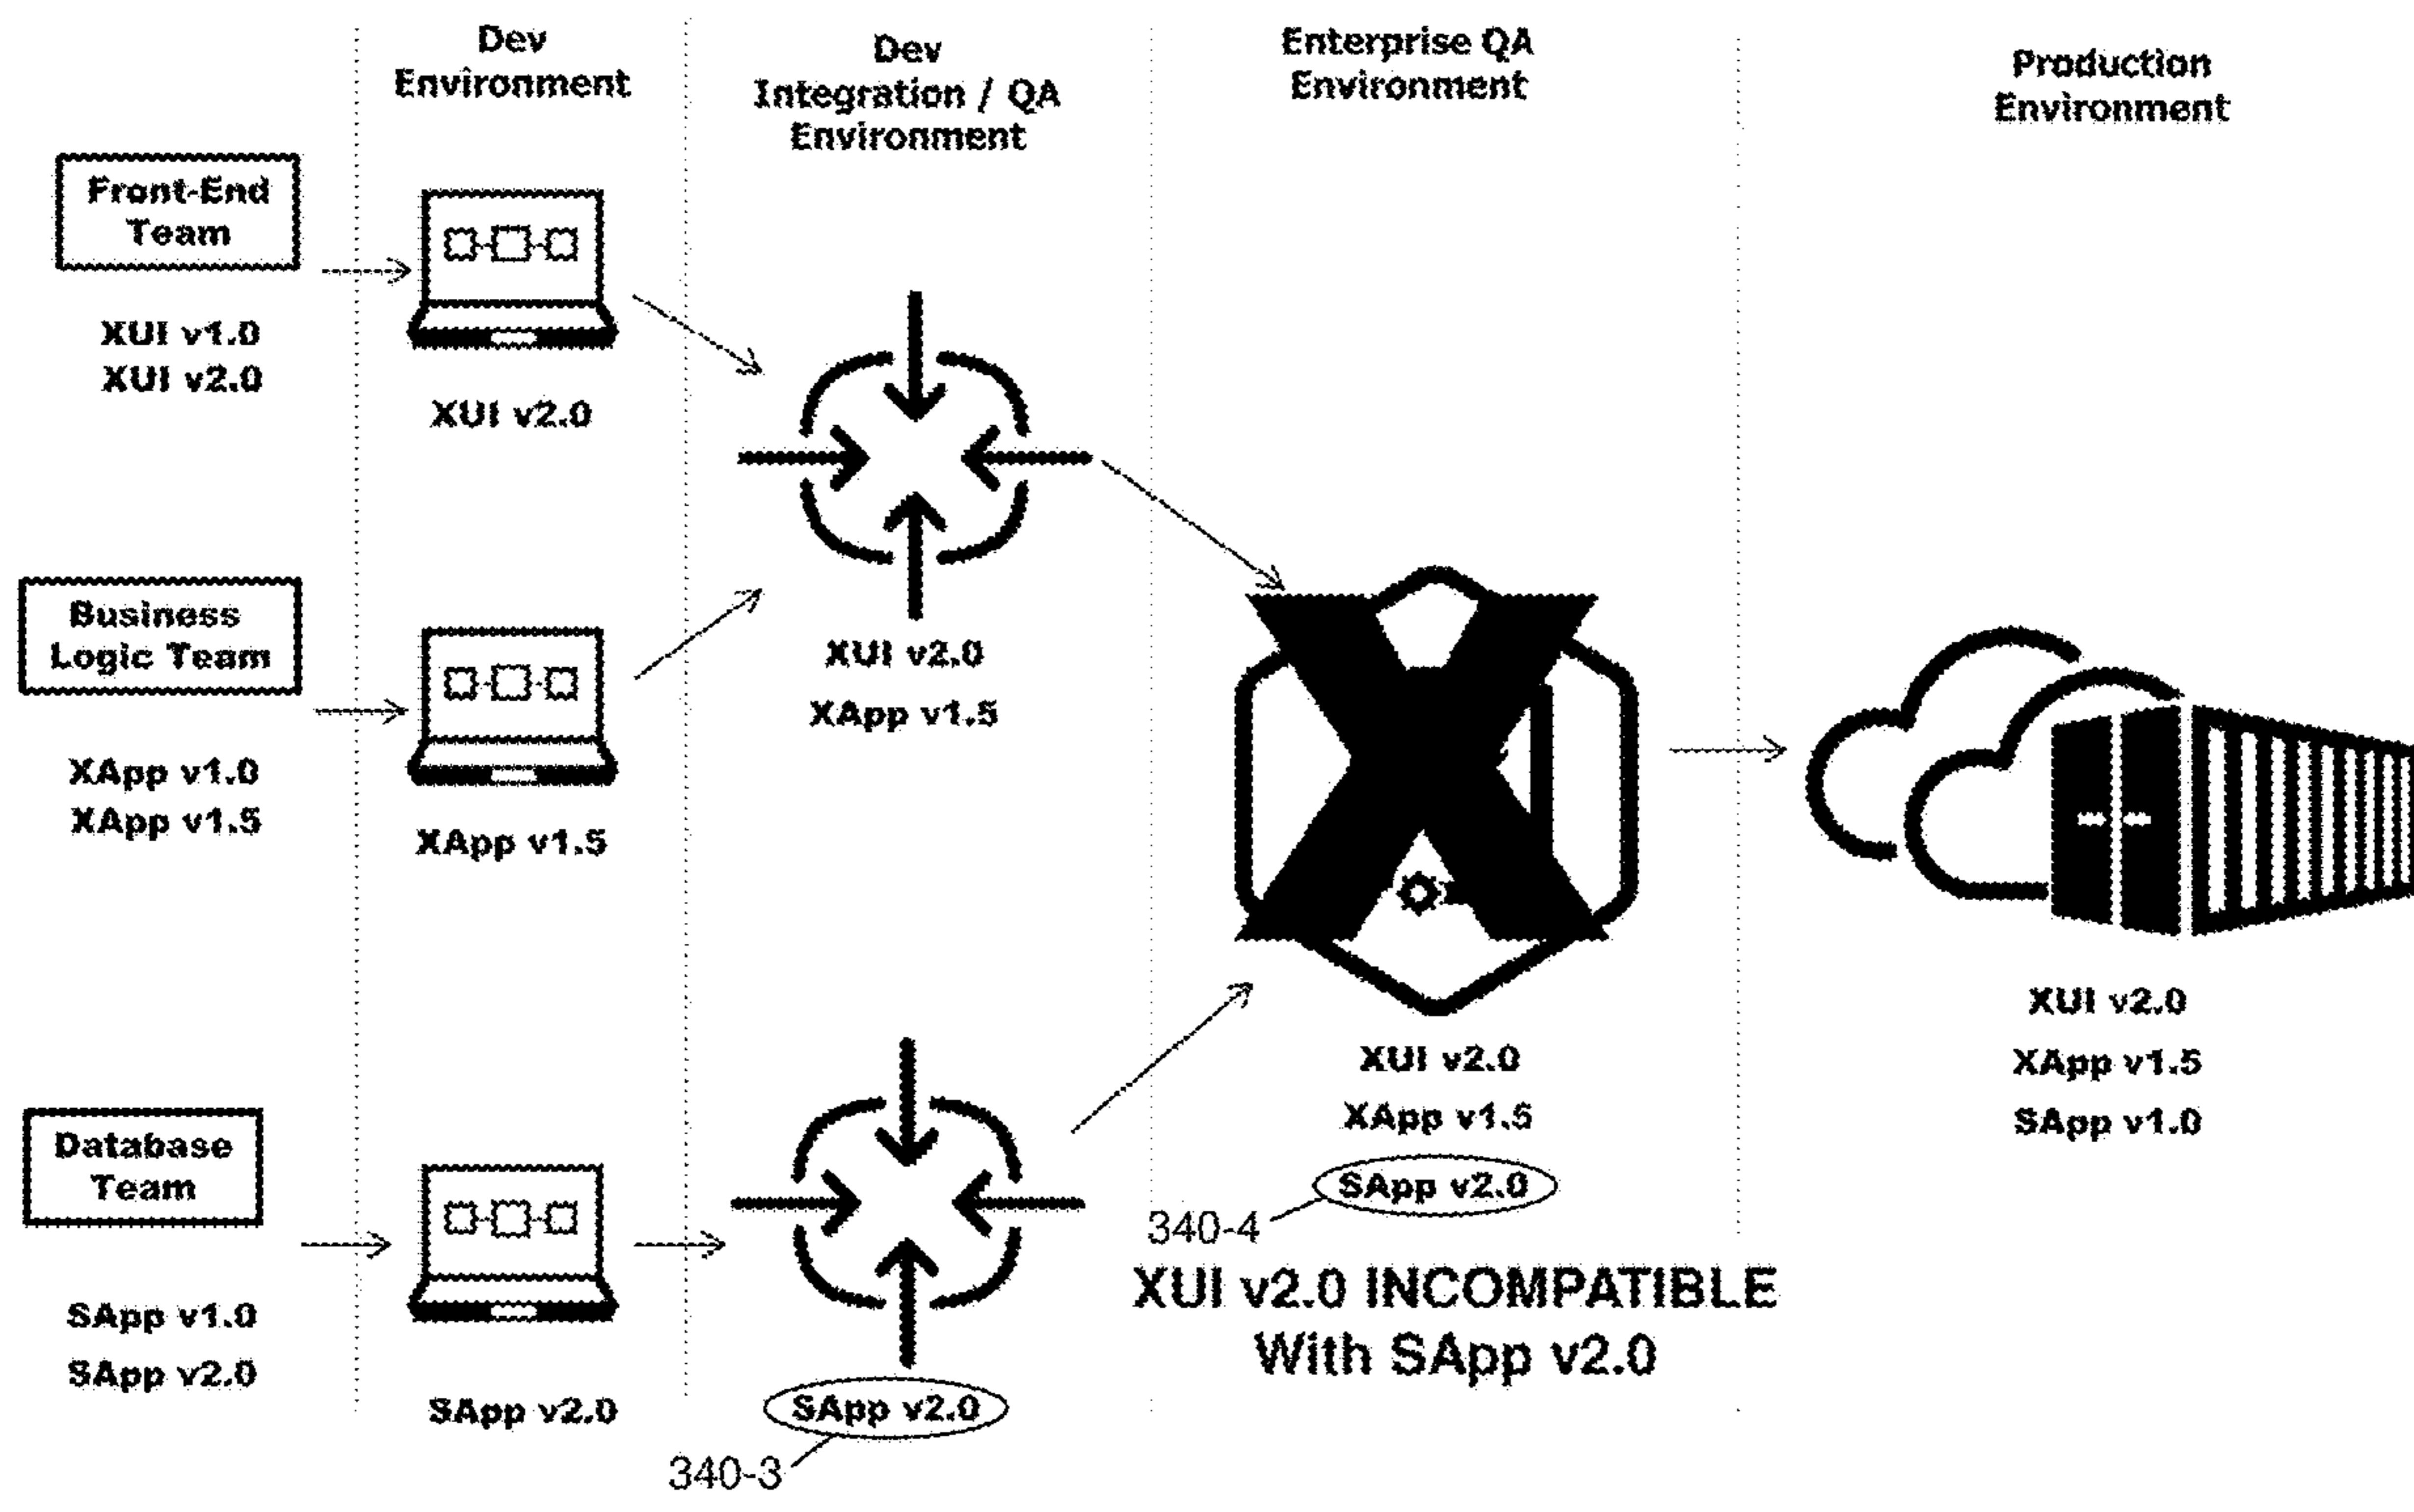 Dev
Environment
Dev
Integration / QA
Environment
Enterprise QA
Environment
Production
Environment
Front-End
Team
XUI v1.0
XUI v2.0
XUI v2.0
Business
Logic Team
XApp v1.0
XApp v1.5
XApp v1.5
XUI v2.0
XApp v1.5
Database
Team
SApp v1.0
SApp v2.0
SApp v2.0
SApp v2.0
340-3
XUI v2.0
XApp v1.5
SApp v2.0
340-4
XUI v2.0 INCOMPATIBLE
With SApp v2.0
XUI v2.0
XApp v1.5
SApp v1.0